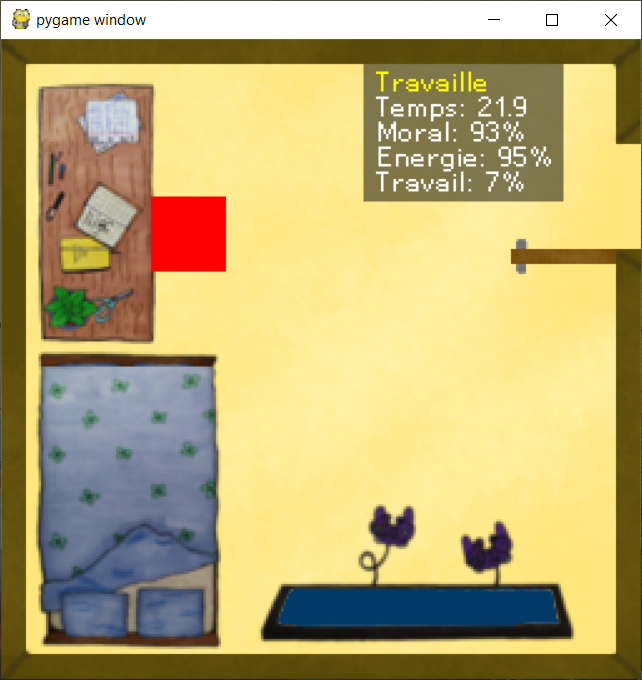 pygame window
Travaille
Temps: 21.9
Moral: 93%
Energie: 95%
Travail: 7%